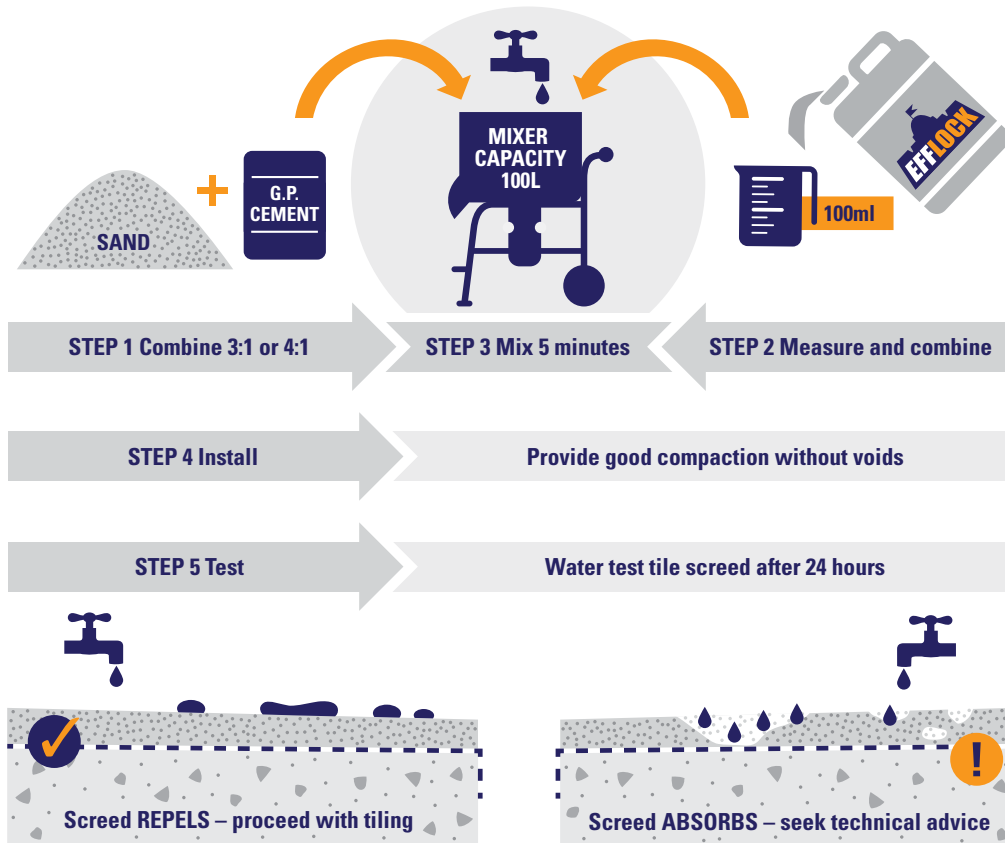 MIXER
CAPACITY
100L
G.P.
CEMENT
SAND
EFFLOCK
100ml
STEP 1 Combine 3:1 or 4:1
STEP 3 Mix 5 minutes
STEP 2 Measure and combine
STEP 4 Install
Provide good compaction without voids
STEP 5 Test
Water test tile screed after 24 hours
!
Screed REPELS – proceed with tiling
Screed ABSORBS – seek technical advice